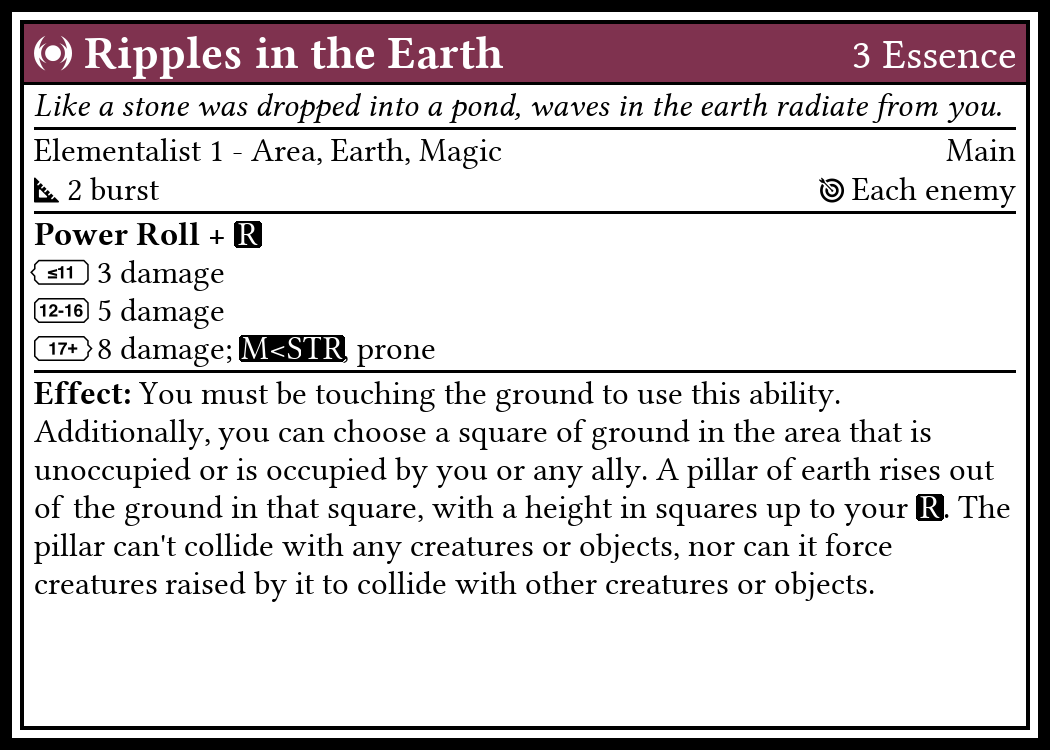 Ripples in the Earth 3 Essence
Like a stone was dropped into a pond, waves in the earth radiate from you.
Elementalist 1 - Area, Earth, Magic Main
2 burst Each enemy
Power Roll + R
≤11 3 damage
12-16 5 damage
17+ 8 damage; M<STR, prone
Effect: You must be touching the ground to use this ability.
Additionally, you can choose a square of ground in the area that is
unoccupied or is occupied by you or any ally. A pillar of earth rises out
of the ground in that square, with a height in squares up to your R. The
pillar can't collide with any creatures or objects, nor can it force
creatures raised by it to collide with other creatures or objects.